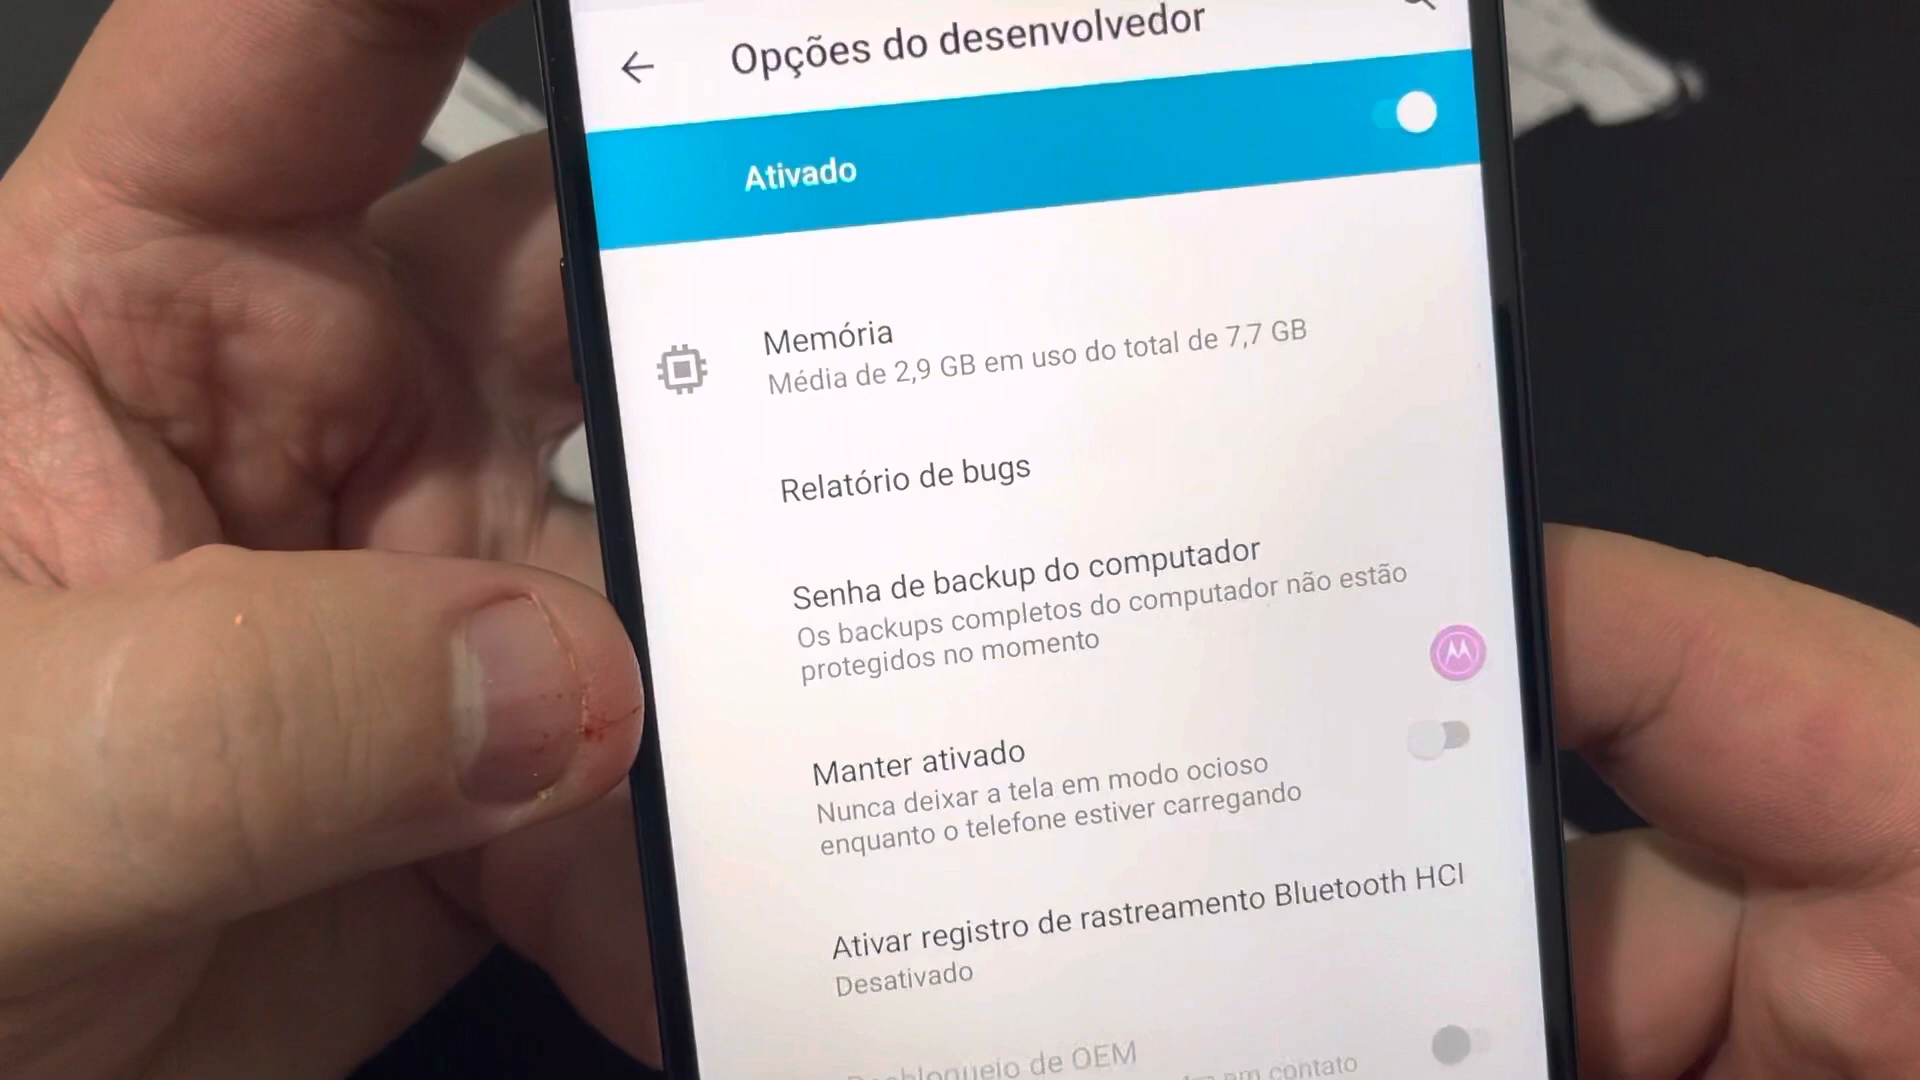 Opções do desenvolvedor
Ativado
Memória
Média de 2,9 GB em uso do total de 7,7 GB
Relatório de bugs
Senha de backup do computador
Os backups completos do computador não estão
protegidos no momento
Manter ativado
Nunca deixar a tela em modo ocioso
enquanto o telefone estiver carregando
Ativar registro de rastreamento Bluetooth HCI
Desativado
de OEM
em contato